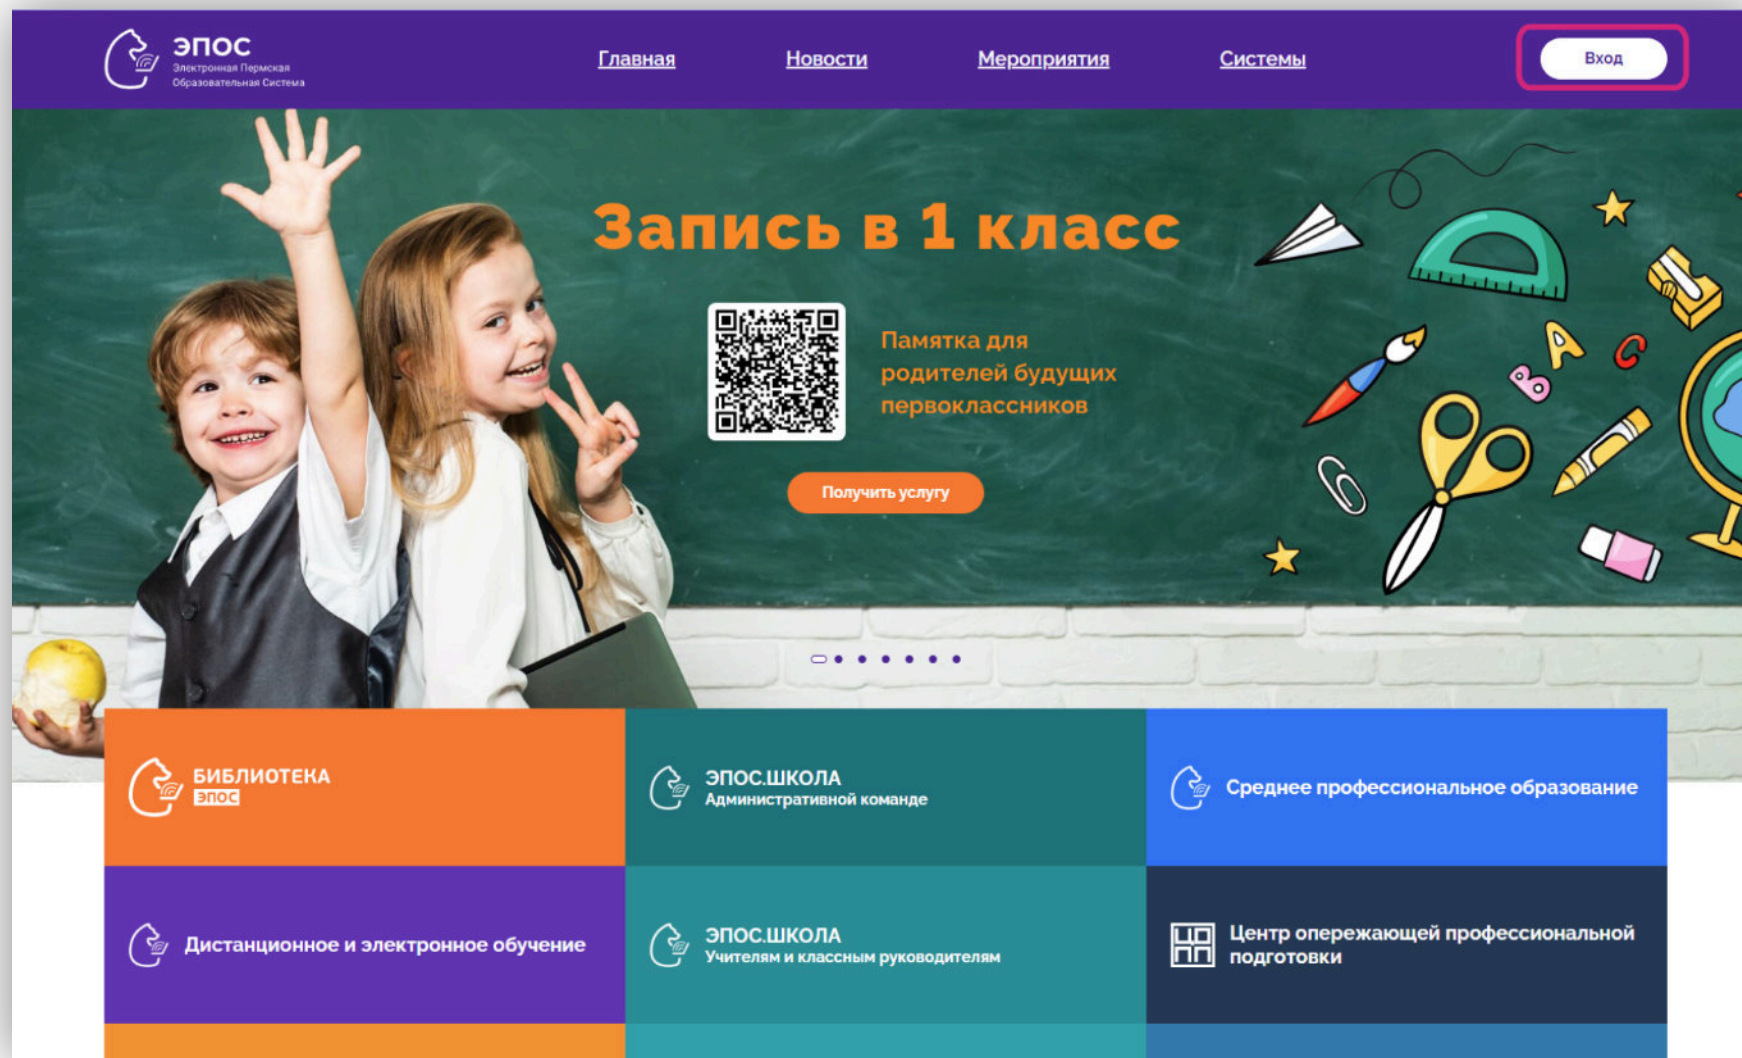 ЭПОС
Электронная Пермская
Образовательная Система
Главная
Новости
Мероприятия
Системы
Вход
Запись в 1 класс
Памятка для
родителей будущих
первоклассников
Получить услугу
B A C
БИБЛИОТЕКА
ЭПОС
ЭПОС.ШКОЛА
Административной команде
Среднее профессиональное образование
Дистанционное и электронное обучение
ЭПОС.ШКОЛА
Учителям и классным руководителям
ЦО
ПП
Центр опережающей профессиональной
подготовки